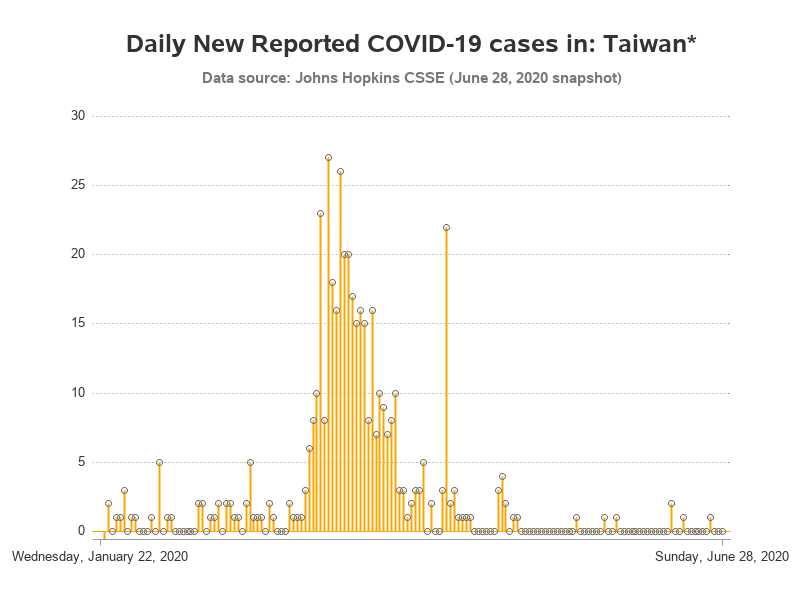 Daily New Reported COVID-19 cases in: Taiwan*
Data source: Johns Hopkins CSSE (June 28, 2020 snapshot)
30
25
20
15
10
5
0
Wednesday, January 22, 2020
Sunday, June 28, 2020